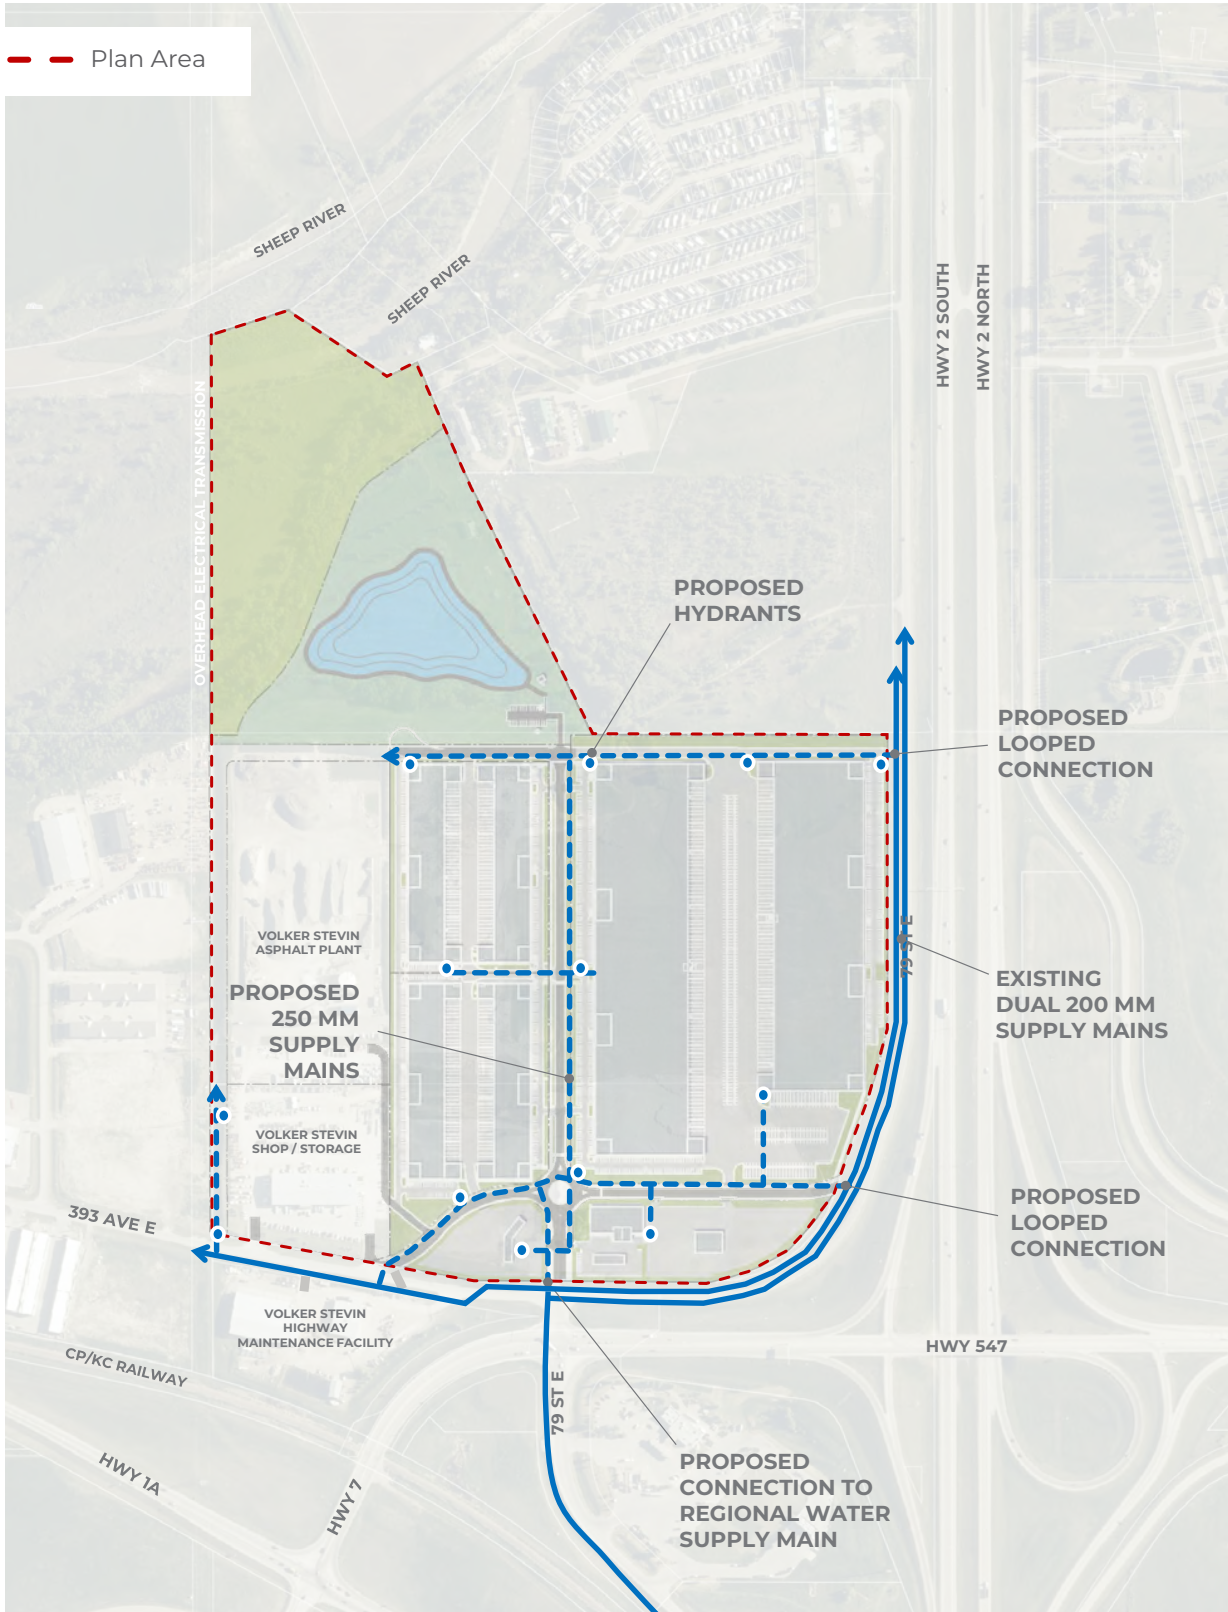 Plan Area
SHEEP RIVER
SHEEP RIVER
HWY 2 SOUTH
HWY 2 NORTH
OVERHEAD ELECTRICAL TRANSMISSION
PROPOSED
HYDRANTS
PROPOSED
LOOPED
CONNECTION
79 ST E
VOLKER STEVIN
ASPHALT PLANT
PROPOSED
250 MM
SUPPLY
MAINS
EXISTING
DUAL 200 MM
SUPPLY MAINS
VOLKER STEVIN
SHOP / STORAGE
393 AVE E
PROPOSED
LOOPED
CONNECTION
VOLKER STEVIN
HIGHWAY
MAINTENANCE FACILITY
HWY 547
CP/KC RAILWAY
79 ST E
HWY 1A
HWY 7
PROPOSED
CONNECTION TO
REGIONAL WATER
SUPPLY MAIN